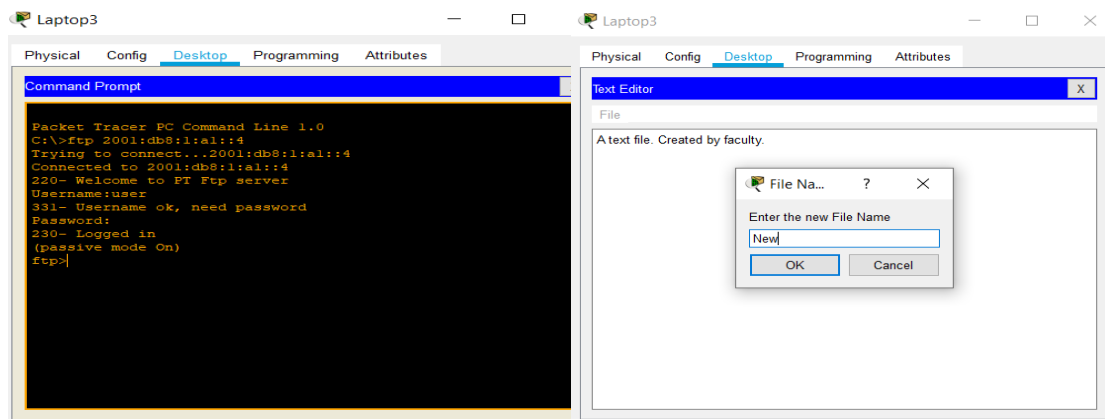 Laptop3
Physical Config Desktop Programming Attributes
Command Prompt
Packet Tracer PC Command Line 1.0
C:\>ftp 2001:db8:1:a1::4
Trying to connect...2001:db8:1:a1::4
Connected to 2001:db8:1:a1::4
220- Welcome to PT Ftp server
Username:user
331- Username ok, need password
Password:
230- Logged in
(passive mode On)
ftp>
Laptop3
Physical Config Desktop Programming Attributes
Text Editor X
File
A text file. Created by faculty.
File Na... ?
Enter the new File Name
New
OK Cancel